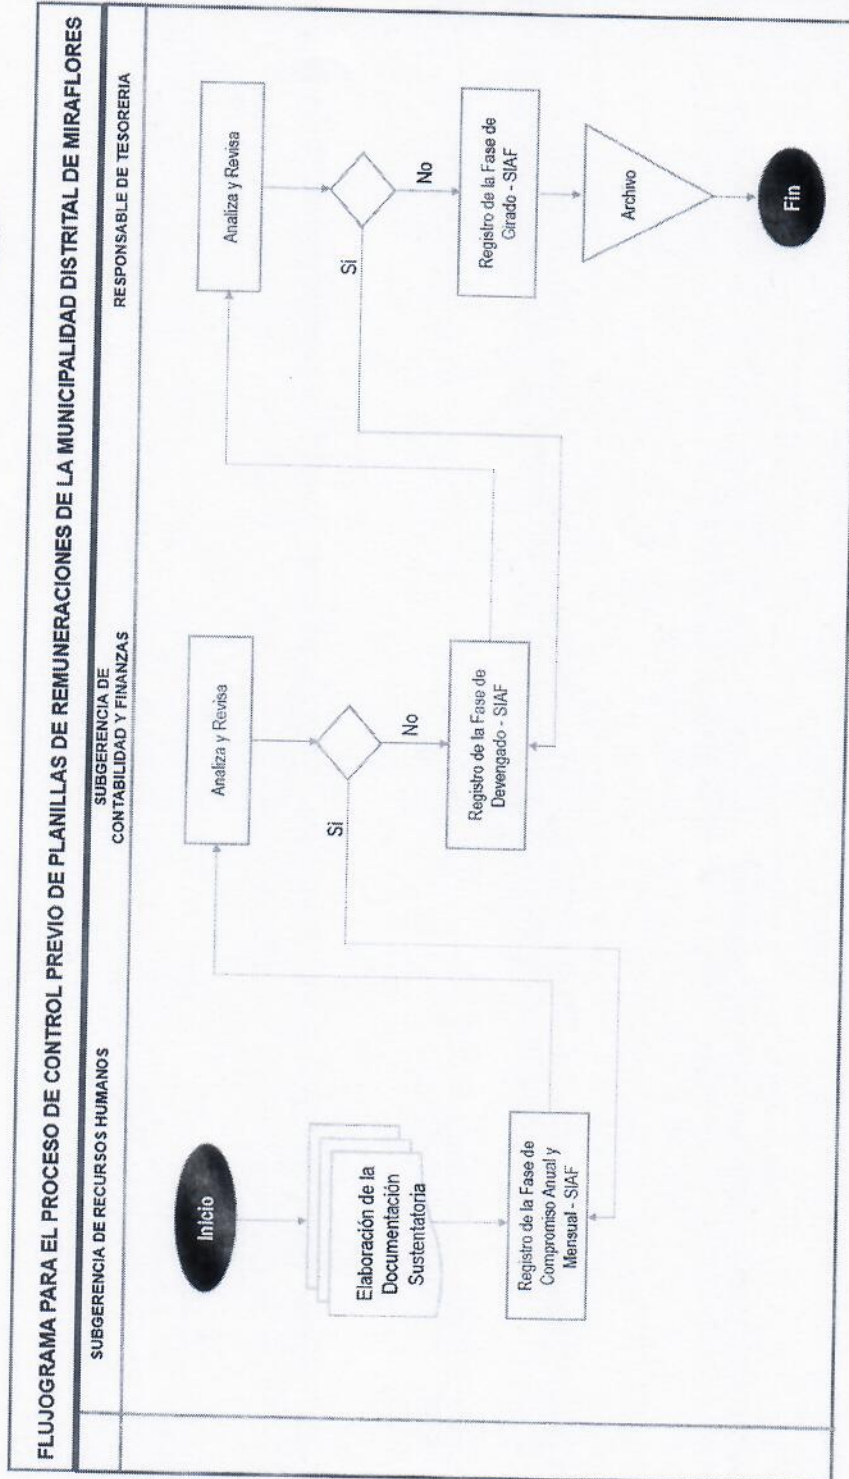 FLUJOGRAMA PARA EL PROCESO DE CONTROL PREVIO DE PLANILLAS DE REMUNERACIONES DE LA MUNICIPALIDAD DISTRITAL DE MIRAFLORES
SUBGERENCIA DE RECURSOS HUMANOS
SUBGERENCIA DE
CONTABILIDAD Y FINANZAS
RESPONSABLE DE TESORERIA
Inicio
Elaboración de la
Documentación
Sustentatoria
Registro de la Fase de
Compromiso Anual y
Mensual - SIAF
Analiza y Revisa
Si
No
Registro de la Fase de
Devengado - SIAF
Analiza y Revisa
Si
No
Registro de la Fase de
Girado - SIAF
Archivo
Fin